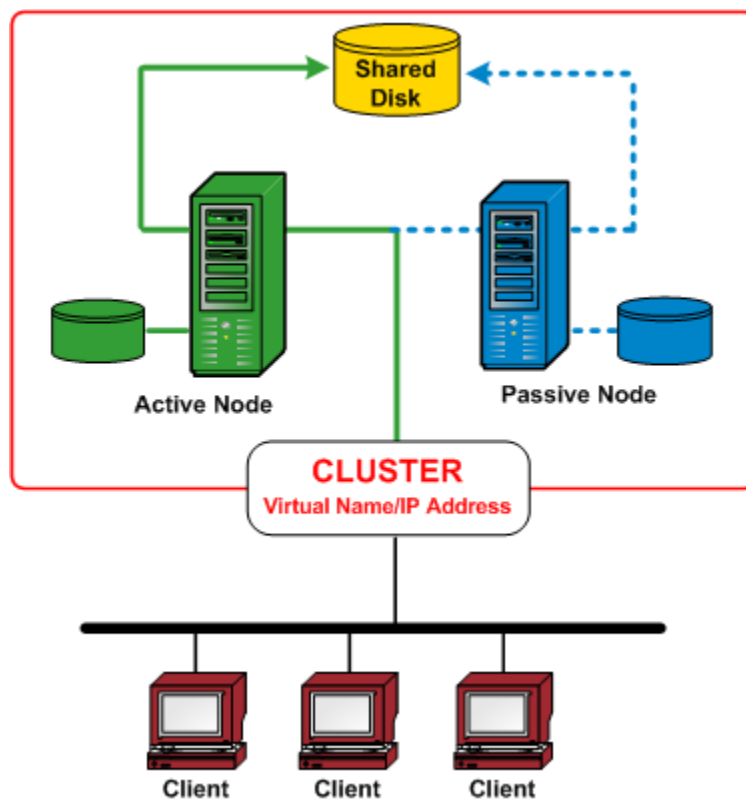 Shared
Disk
Active Node
Passive Node
CLUSTER
Virtual Name/IP Address
Client
Client
Client